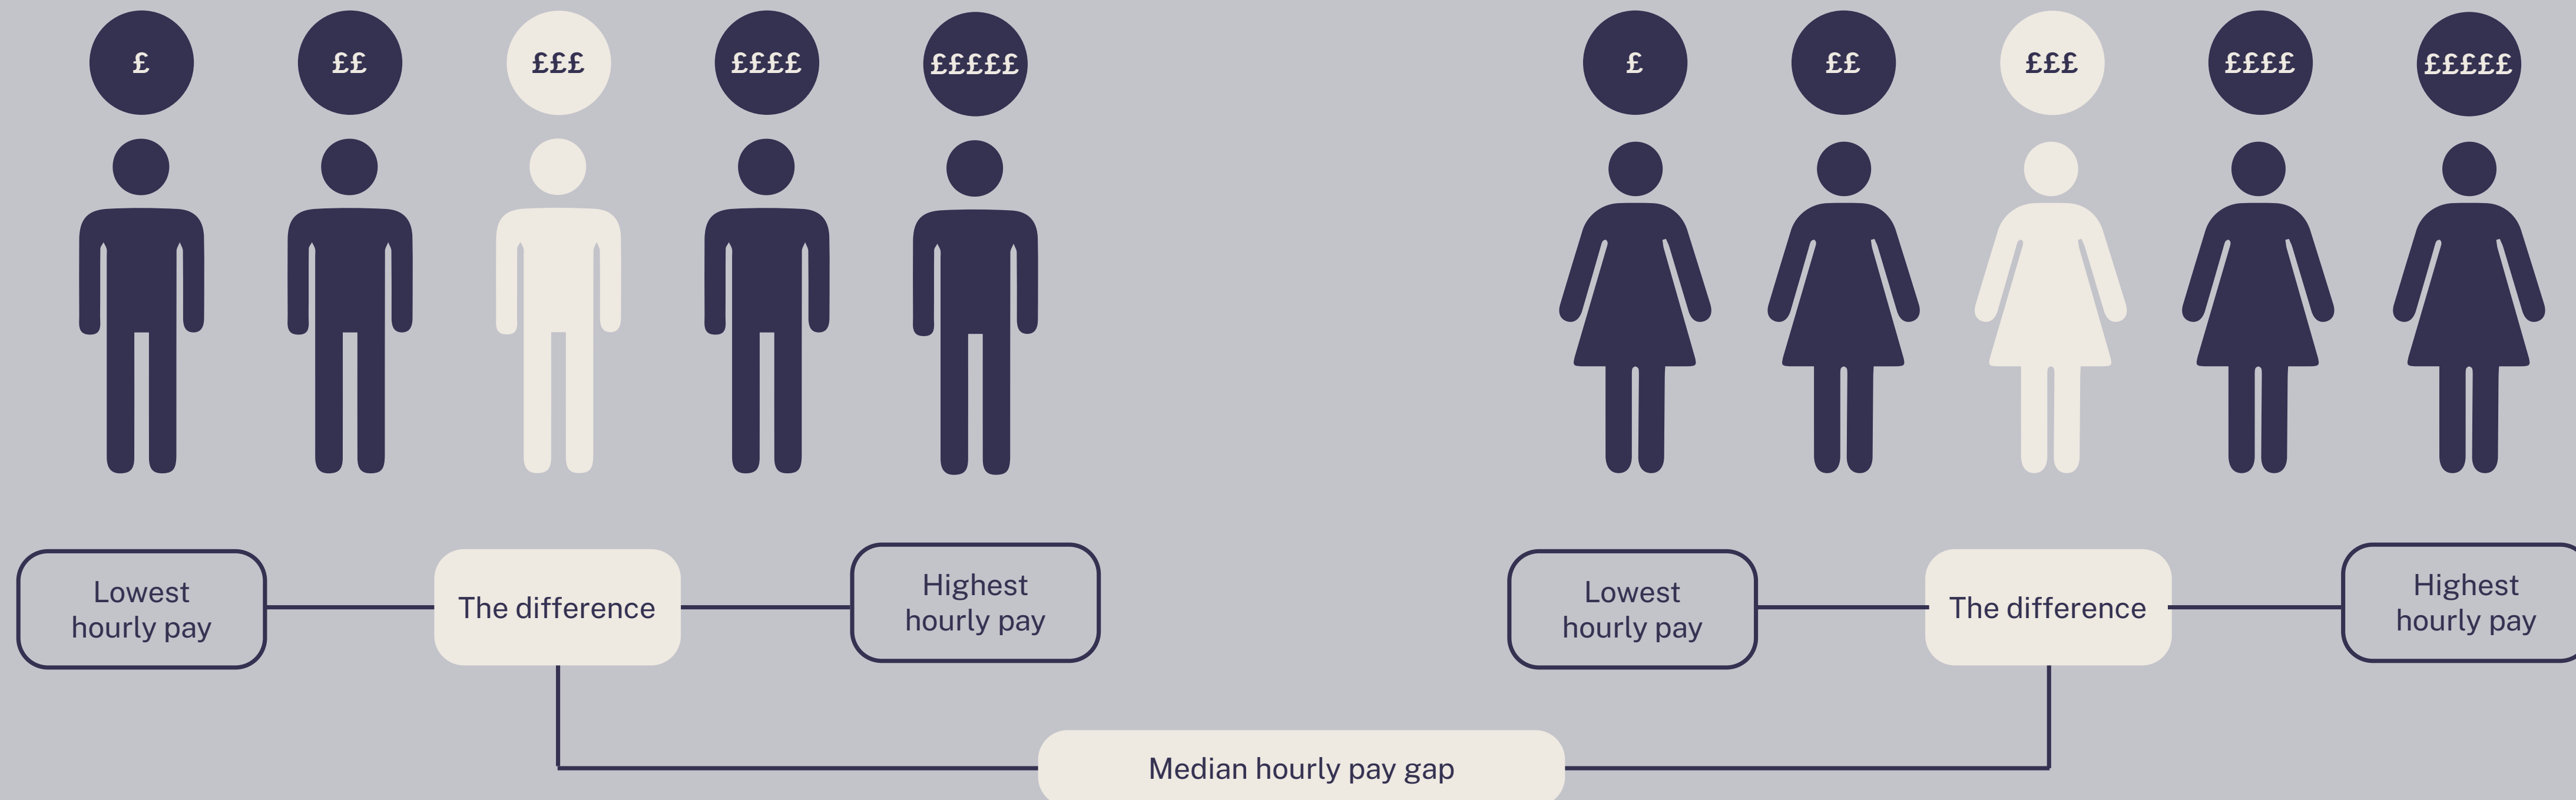 £
££
£££
££££
£££££
£
££
£££
££££
£££££
Lowest
hourly pay
The difference
Highest
hourly pay
Lowest
hourly pay
The difference
Highest
hourly pay
Median hourly pay gap